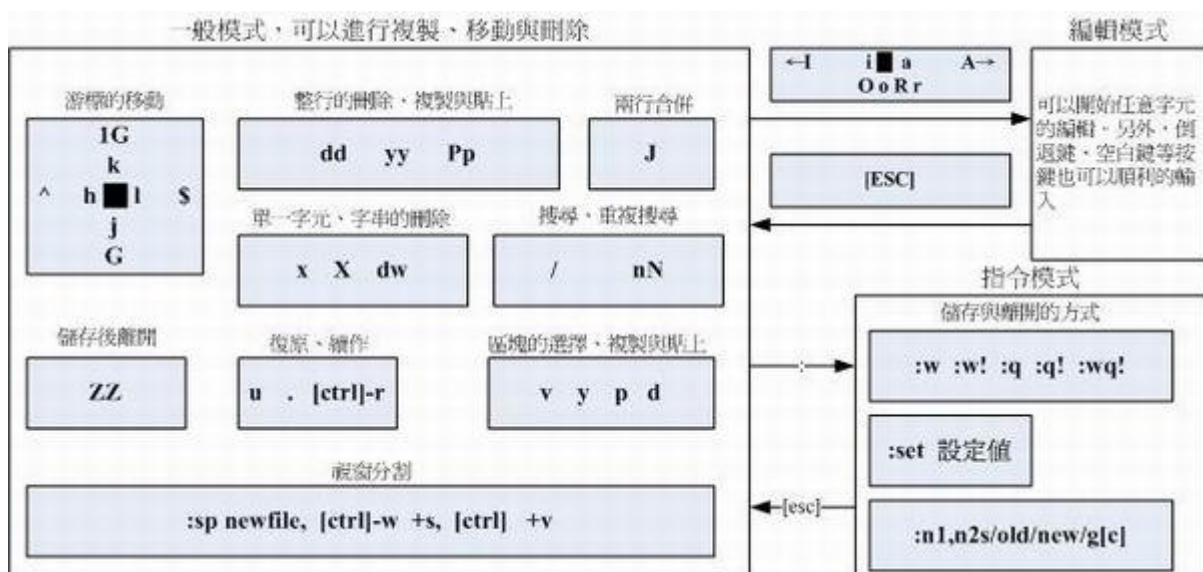 一般模式，可以進行複製、移動與刪除
游標的移動
1G
k
^ h l $
j
G
整行的刪除、複製與貼上
dd yy Pp
兩行合併
J
單一字元、字串的刪除
x X dw
搜尋、重複搜尋
/ nN
儲存後離開
ZZ
復原、續作
u . [ctrl]-r
區塊的選擇、複製與貼上
v y p d
視窗分割
:sp newfile, [ctrl]-w +s, [ctrl] +v
←I i a A→
O o R r
[ESC]
編輯模式
可以開始任意字元
的編輯。另外，倒
退鍵、空白鍵等按
鍵也可以順利的輸
入
:
[esc]
指令模式
儲存與離開的方式
:w :w! :q :q! :wq!
:set 設定值
:n1,n2s/old/new/g[c]